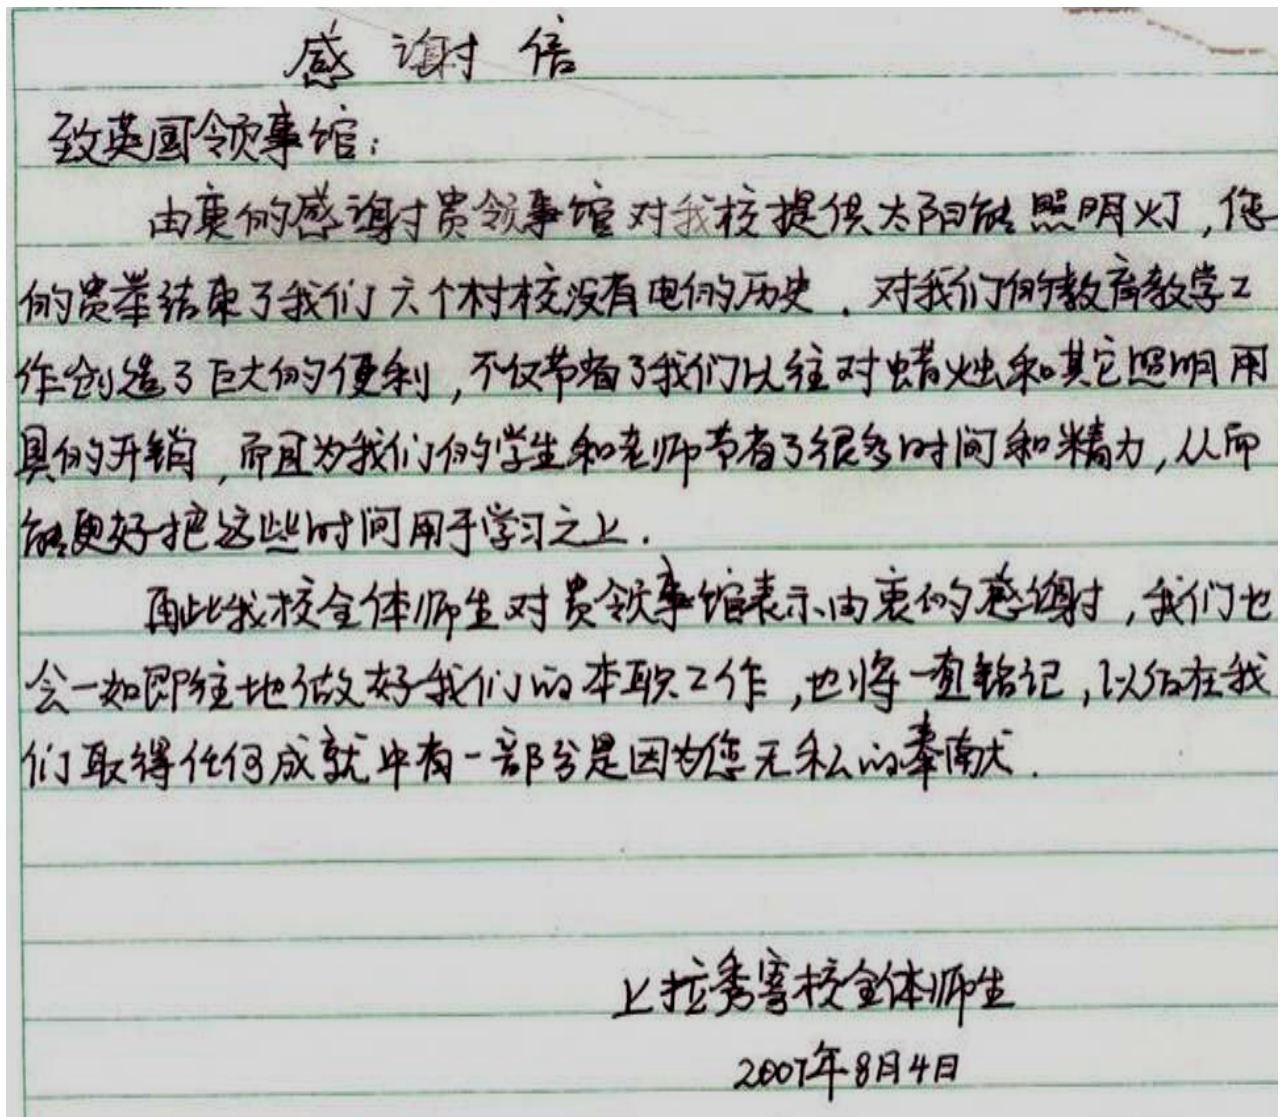 感谢信
致英国领事馆：
由衷的感谢贵领事馆对我校提供太阳能照明灯，您
的贵举结束了我们六个村校没有电的历史．对我们的教育教学工
作创造了巨大的便利，不仅节省了我们以往对蜡烛和其它照明用
具的开销，而且为我们的学生和老师节省了很多时间和精力，从而
能更好把这些时间用于学习之上．
再此我校全体师生对贵领事馆表示由衷的感谢，我们也
会一如即往地做好我们的本职工作，也将一直铭记，以后在我
们取得任何成就中有一部分是因为您无私的奉献．
上拉秀寄校全体师生
2007年8月4日